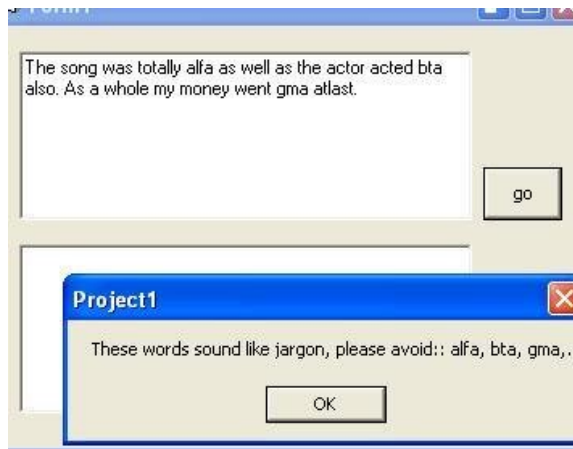 The song was totally alfa as well as the actor acted bta
also. As a whole my money went gma atlast.
go
Project1
These words sound like jargon, please avoid:: alfa, bta, gma,.
OK